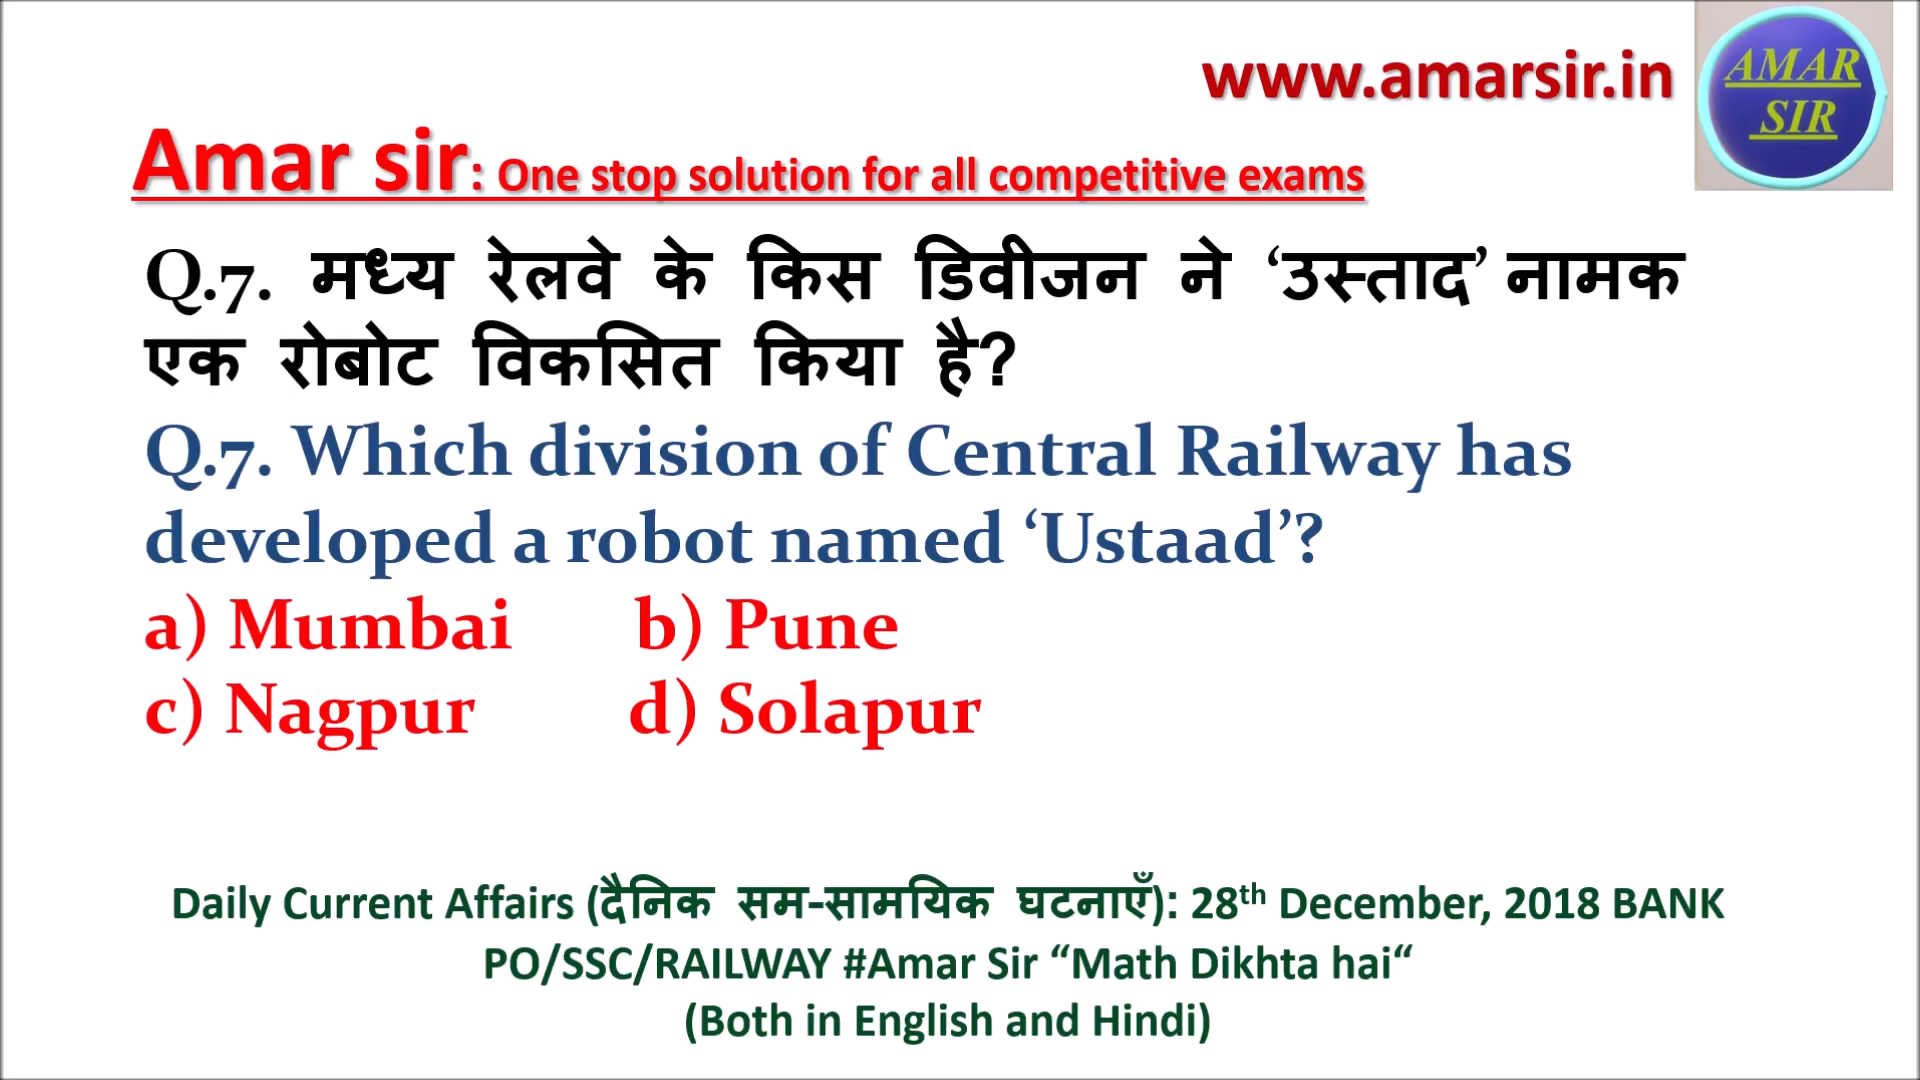 www.amarsir.in
AMAR
SIR
Amar sir: One stop solution for all competitive exams
Q.7. मध्य रेलवे के किस डिवीजन ने ‘उस्ताद’ नामक
एक रोबोट विकसित किया है?
Q.7. Which division of Central Railway has
developed a robot named ‘Ustaad’?
a) Mumbai b) Pune
c) Nagpur d) Solapur
Daily Current Affairs (दैनिक सम-सामयिक घटनाएँ): 28th December, 2018 BANK
PO/SSC/RAILWAY #Amar Sir “Math Dikhta hai“
(Both in English and Hindi)